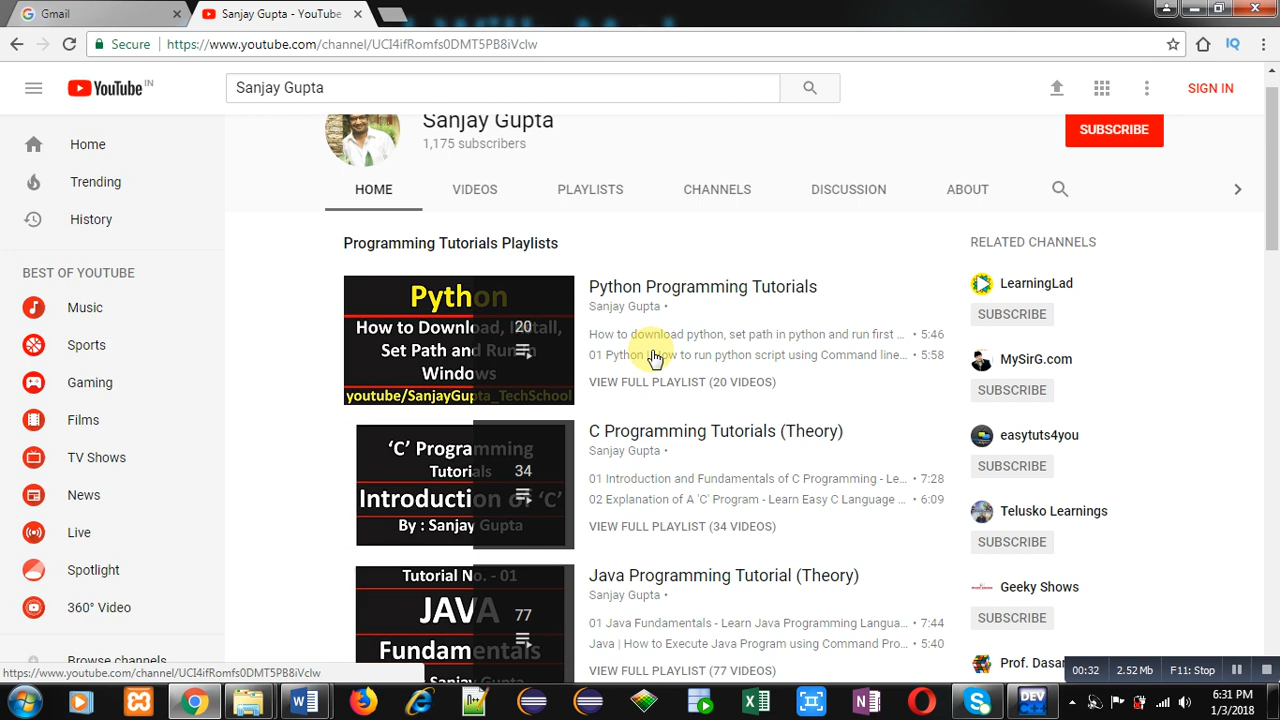 Gmail
Sanjay Gupta - YouTube
Secure
https://www.youtube.com/channel/UCI4ifRomfs0DMT5PB8iVclw
YouTube IN
Sanjay Gupta
SIGN IN
Home
Trending
History
BEST OF YOUTUBE
Music
Sports
Gaming
Films
TV Shows
News
Live
Spotlight
360° Video
Browse channels
Sanjay Gupta
1,175 subscribers
SUBSCRIBE
HOME
VIDEOS
PLAYLISTS
CHANNELS
DISCUSSION
ABOUT
Programming Tutorials Playlists
Python
How to Download, Install,
Set Path and Run in
Windows
youtube/SanjayGupta_TechSchool
20
Python Programming Tutorials
Sanjay Gupta •
How to download python, set path in python and run first ... • 5:46
01 Python | How to run python script using Command line... • 5:58
VIEW FULL PLAYLIST (20 VIDEOS)
'C' Programming
Tutorials
Introduction of 'C'
By : Sanjay Gupta
34
C Programming Tutorials (Theory)
Sanjay Gupta •
01 Introduction and Fundamentals of C Programming - Le... • 7:28
02 Explanation of A 'C' Program - Learn Easy C Language ... • 6:09
VIEW FULL PLAYLIST (34 VIDEOS)
Tutorial No. - 01
JAVA
Fundamentals
Sanjay Gupta
77
Java Programming Tutorial (Theory)
Sanjay Gupta •
01 Java Fundamentals - Learn Java Programming Langua... • 7:44
Java | How to Execute Java Program using Command Pro... • 5:40
VIEW FULL PLAYLIST (77 VIDEOS)
RELATED CHANNELS
LearningLad
SUBSCRIBE
MySirG.com
SUBSCRIBE
easytuts4you
SUBSCRIBE
Telusko Learnings
SUBSCRIBE
Geeky Shows
SUBSCRIBE
Prof. Dasar
https://www.youtube.com/channel/UCI4ifRomfs0DMT5PB8iVclw
00:32
2.52 Mb
F11: Stop
DEV
6:31 PM
1/3/2018